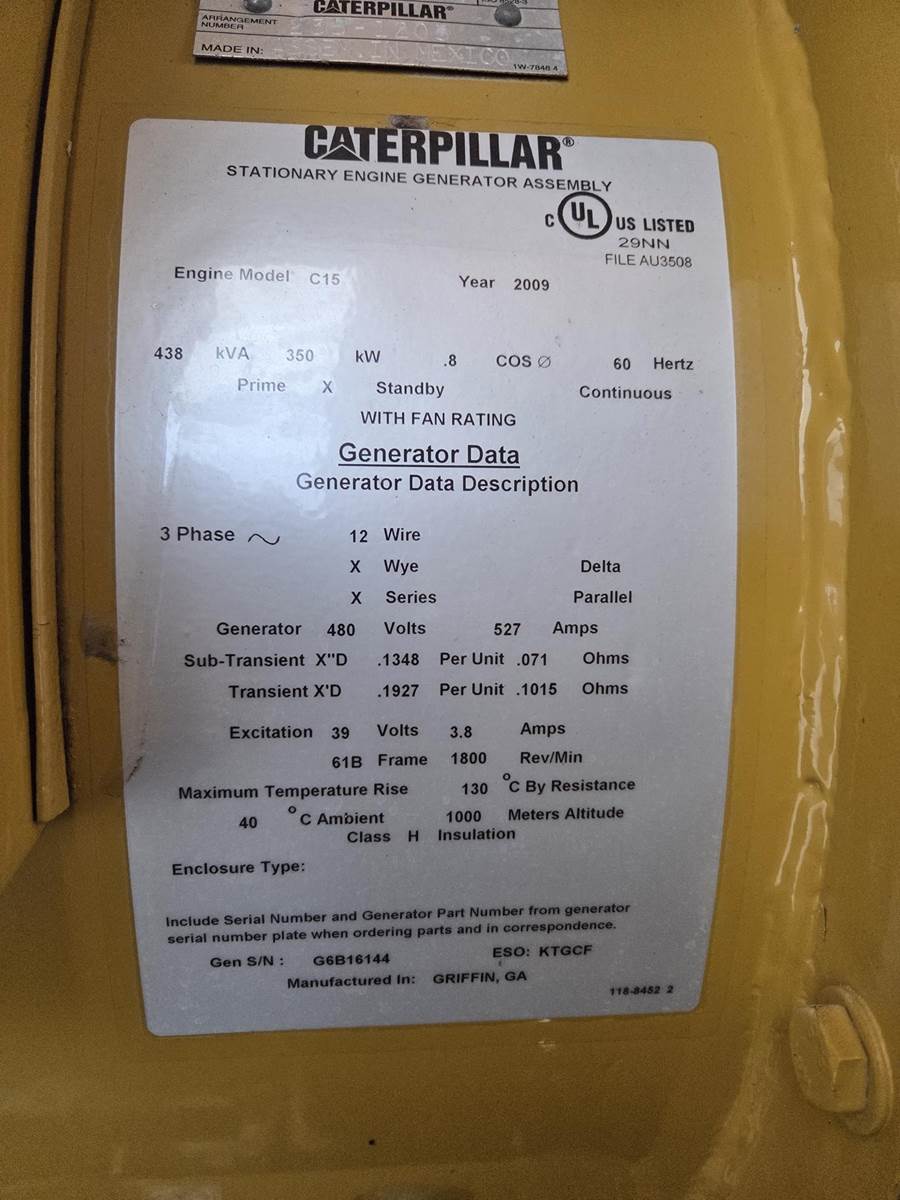 CATERPILLAR®
ARRANGEMENT
NUMBER
MADE IN: MEXICO
1W-7848 4
CATERPILLAR®
STATIONARY ENGINE GENERATOR ASSEMBLY
C UL US LISTED
29NN
FILE AU3508
Engine Model C15 Year 2009
438 kVA 350 kW .8 COS Ø 60 Hertz
Prime X Standby Continuous
WITH FAN RATING
Generator Data
Generator Data Description
3 Phase 12 Wire
X Wye Delta
X Series Parallel
Generator 480 Volts 527 Amps
Sub-Transient X"D .1348 Per Unit .071 Ohms
Transient X'D .1927 Per Unit .1015 Ohms
Excitation 39 Volts 3.8 Amps
61B Frame 1800 Rev/Min
Maximum Temperature Rise 130 °C By Resistance
40 °C Ambient 1000 Meters Altitude
Class H Insulation
Enclosure Type:
Include Serial Number and Generator Part Number from generator
serial number plate when ordering parts and in correspondence.
Gen S/N : G6B16144 ESO: KTGCF
Manufactured In: GRIFFIN, GA
118-8452 2